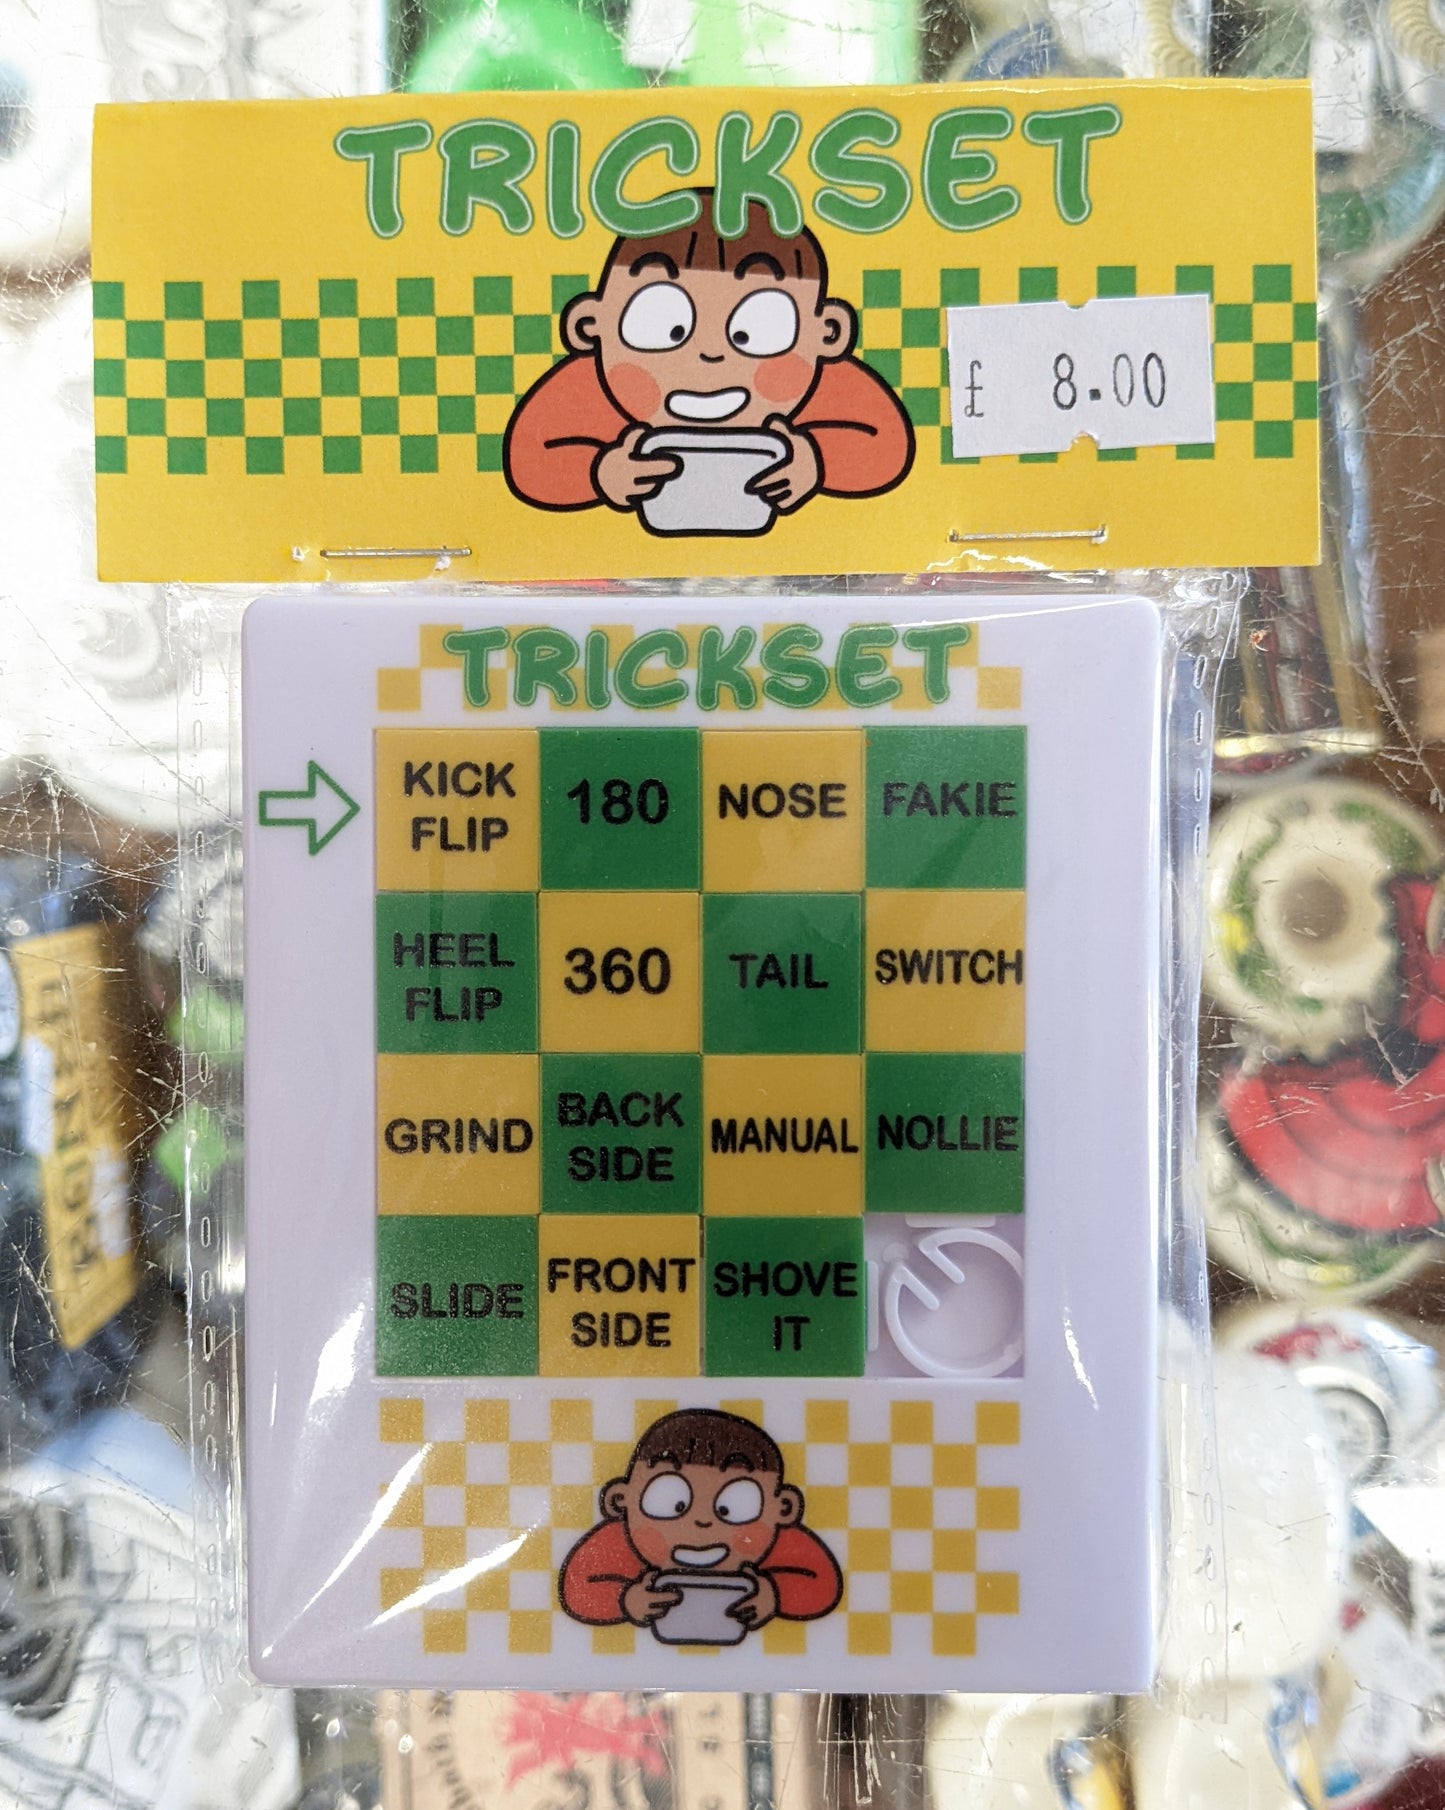 TRICKSET
£ 8.00
TRICKSET
KICK FLIP
180
NOSE
FAKIE
HEEL FLIP
360
TAIL
SWITCH
GRIND
BACK SIDE
MANUAL
NOLLIE
SLIDE
FRONT SIDE
SHOVE IT